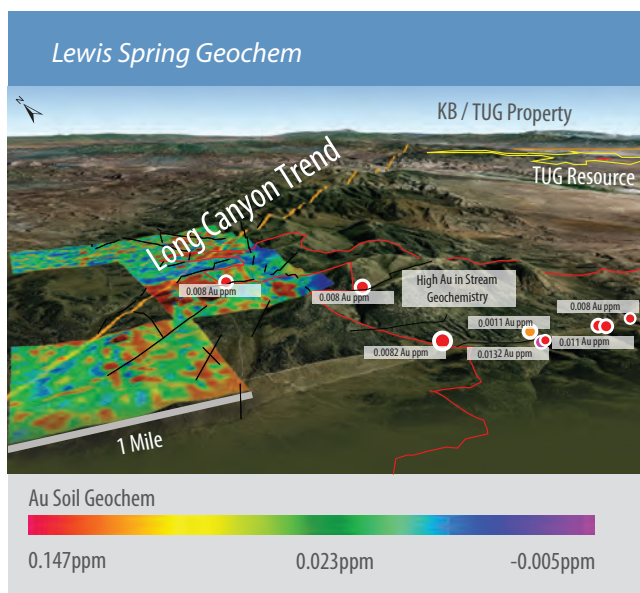 Lewis Spring Geochem
N
KB / TUG Property
TUG Resource
Long Canyon Trend
High Au in Stream
Geochemistry
0.008 Au ppm
0.008 Au ppm
0.008 Au ppm
0.0011 Au ppm
0.011 Au ppm
0.0082 Au ppm
0.0132 Au ppm
1 Mile
Au Soil Geochem
0.147ppm
0.023ppm
-0.005ppm